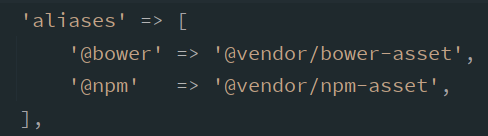 'aliases' => [
    '@bower' => '@vendor/bower-asset',
    '@npm'   => '@vendor/npm-asset',
],